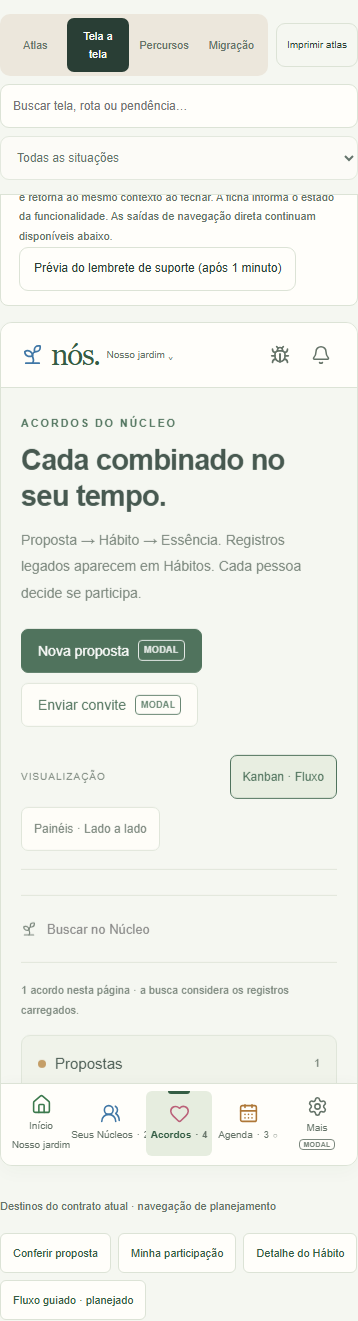 Atlas
Tela a
tela
Percursos
Migração
Imprimir atlas
Buscar tela, rota ou pendência…
Todas as situações
e retorna ao mesmo contexto ao fechar. A ficha informa o estado
da funcionalidade. As saídas de navegação direta continuam
disponíveis abaixo.
Prévia do lembrete de suporte (após 1 minuto)
nós.
Nosso jardim
ACORDOS DO NÚCLEO
Cada combinado no
seu tempo.
Proposta → Hábito → Essência. Registros
legados aparecem em Hábitos. Cada pessoa
decide se participa.
Nova proposta MODAL
Enviar convite MODAL
VISUALIZAÇÃO
Kanban · Fluxo
Painéis · Lado a lado
Buscar no Núcleo
1 acordo nesta página · a busca considera os registros
carregados.
Propostas 1
Início
Nosso jardim
Seus Núcleos · 2
Acordos · 4
Agenda · 3 ○
Mais
MODAL
Destinos do contrato atual · navegação de planejamento
Conferir proposta
Minha participação
Detalhe do Hábito
Fluxo guiado · planejado